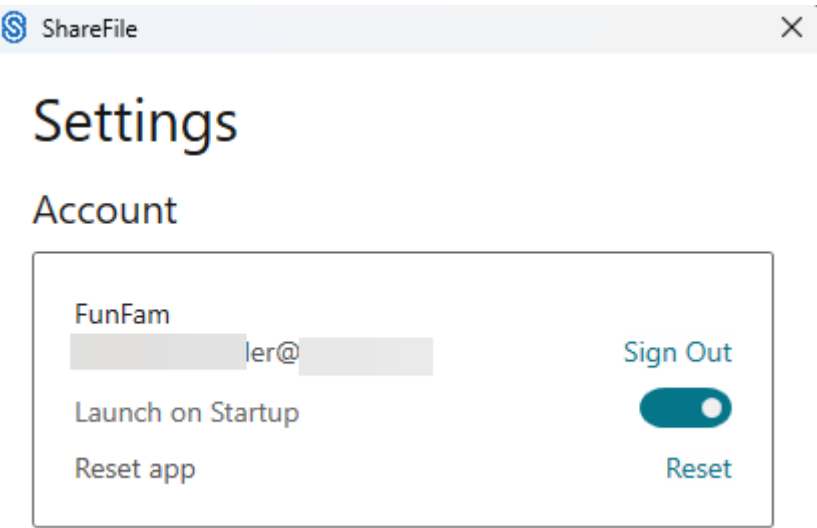 ShareFile
Settings
Account
FunFam
ler@
Sign Out
Launch on Startup
Reset app
Reset